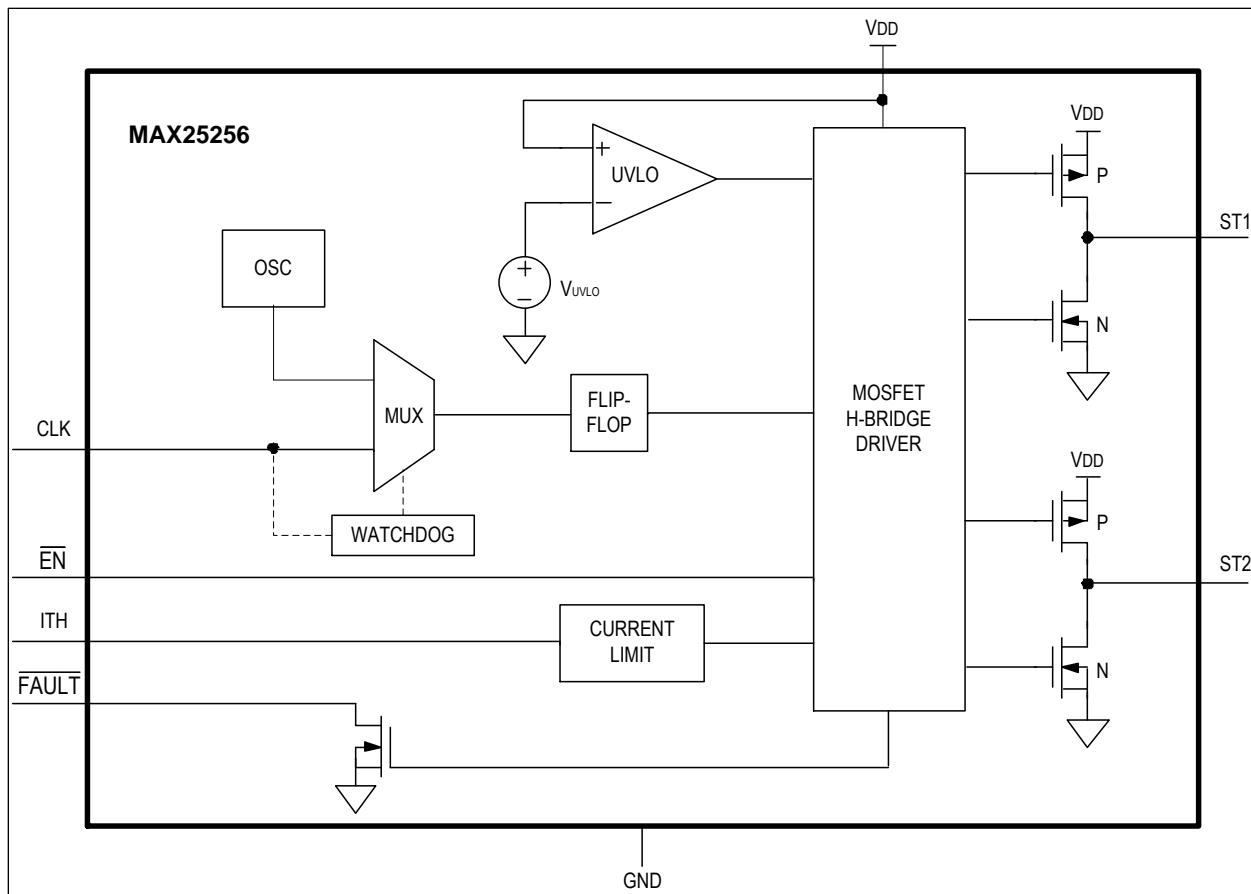 VDD
MAX25256
VDD
+
UVLO
P
−
ST1
OSC
+
−
VUVLO
N
MUX
FLIP-
FLOP
MOSFET
H-BRIDGE
DRIVER
CLK
VDD
P
WATCHDOG
EN
ST2
ITH
CURRENT
LIMIT
N
FAULT
GND